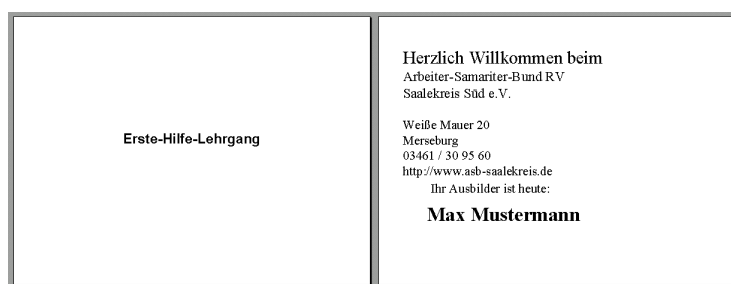 Erste-Hilfe-Lehrgang
Herzlich Willkommen beim
Arbeiter-Samariter-Bund RV
Saalekreis Süd e.V.
Weiße Mauer 20
Merseburg
03461 / 30 95 60
http://www.asb-saalekreis.de
Ihr Ausbilder ist heute:
Max Mustermann